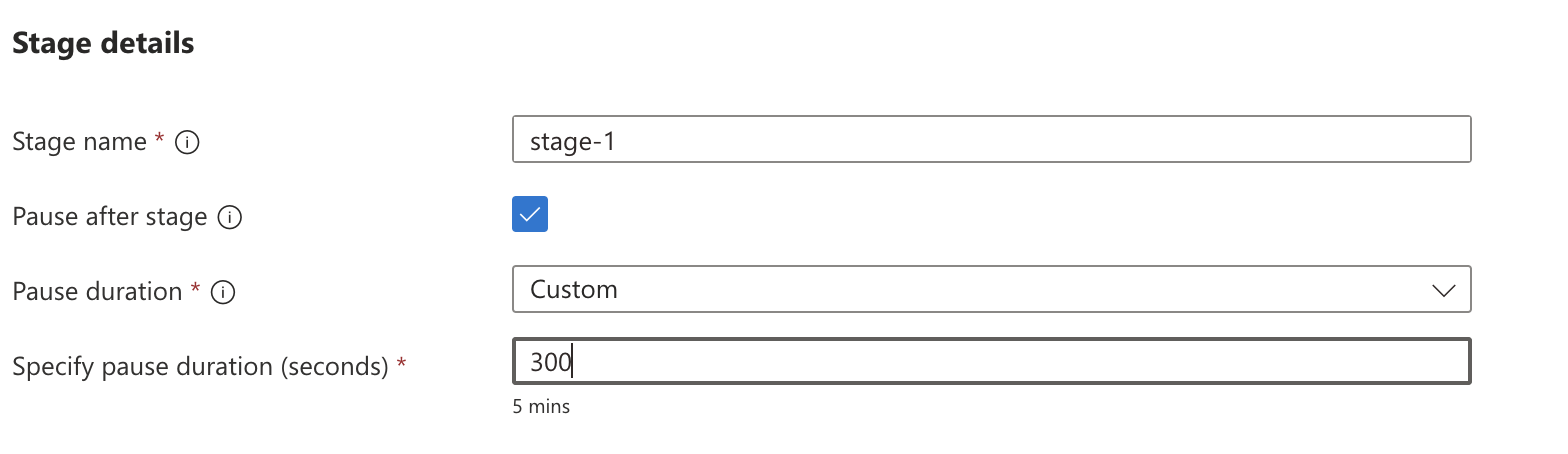 Stage details
Stage name * ⓘ
stage-1
Pause after stage ⓘ
Pause duration * ⓘ
Custom
Specify pause duration (seconds) *
300
5 mins